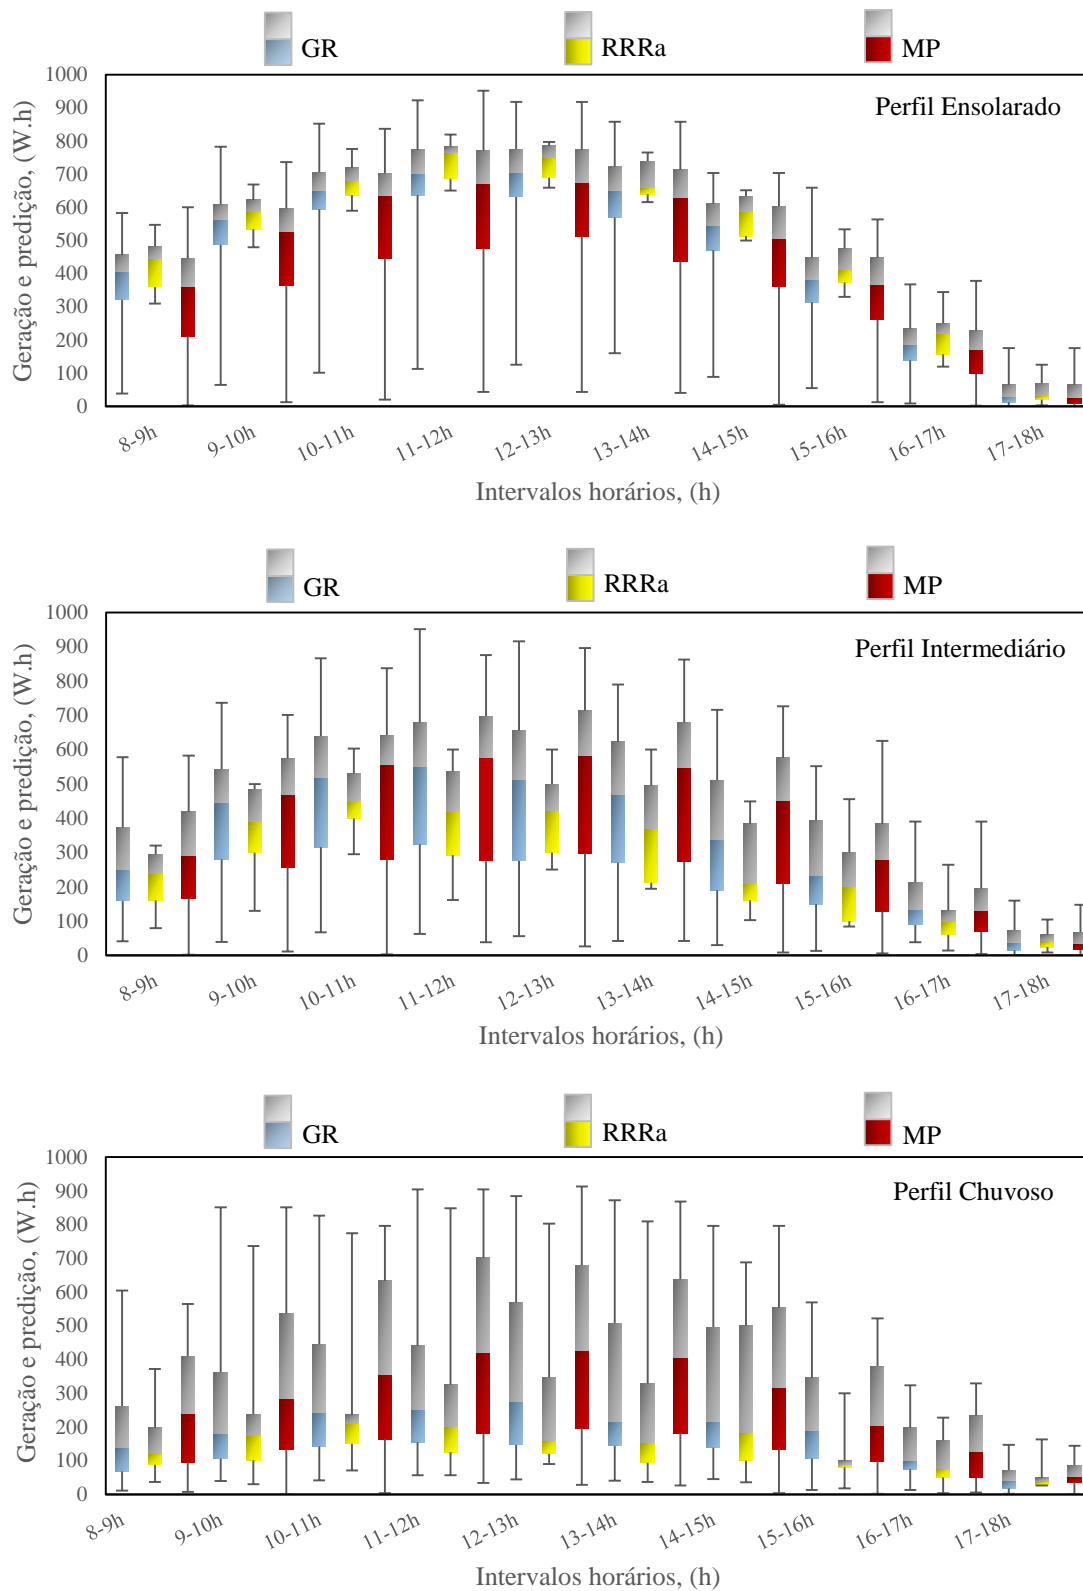 GR RRRa MP
Perfil Ensolarado
Geração e predição, (W.h)
1000
900
800
700
600
500
400
300
200
100
0
8-9h 9-10h 10-11h 11-12h 12-13h 13-14h 14-15h 15-16h 16-17h 17-18h
Intervalos horários, (h)
GR RRRa MP
Perfil Intermediário
Geração e predição, (W.h)
1000
900
800
700
600
500
400
300
200
100
0
8-9h 9-10h 10-11h 11-12h 12-13h 13-14h 14-15h 15-16h 16-17h 17-18h
Intervalos horários, (h)
GR RRRa MP
Perfil Chuvoso
Geração e predição, (W.h)
1000
900
800
700
600
500
400
300
200
100
0
8-9h 9-10h 10-11h 11-12h 12-13h 13-14h 14-15h 15-16h 16-17h 17-18h
Intervalos horários, (h)